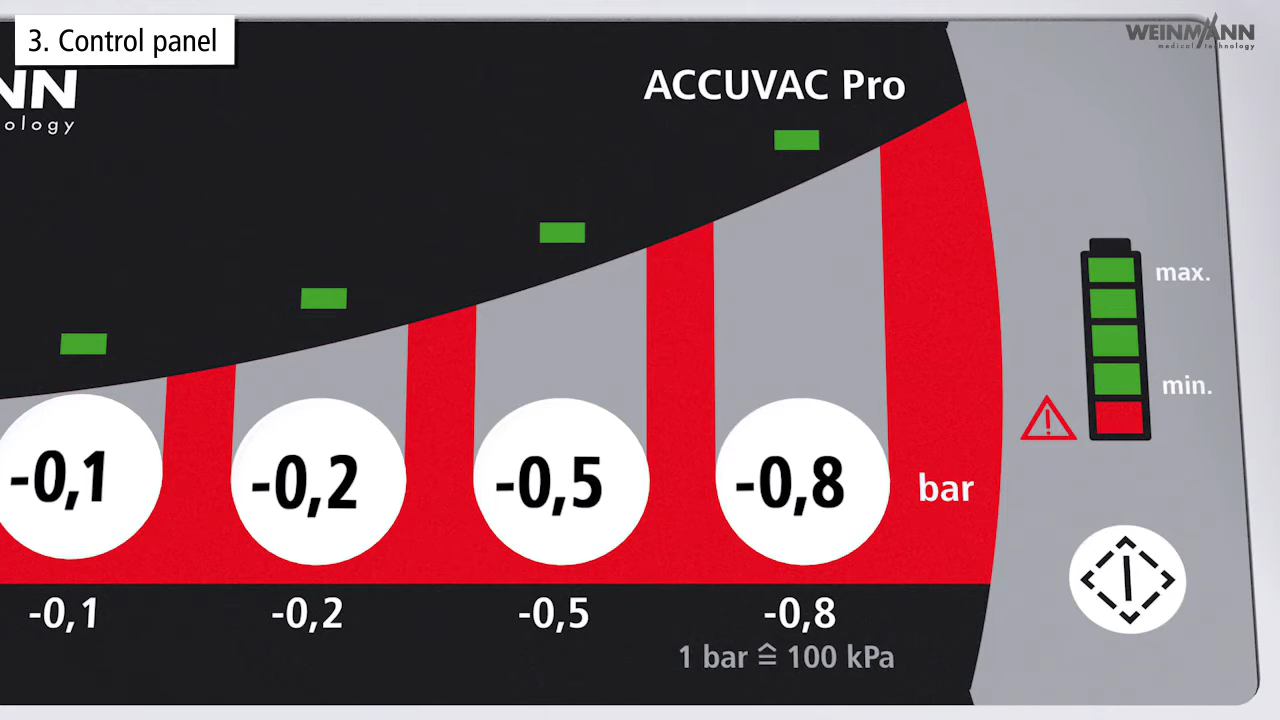 3. Control panel
WEINMANN
medical technology
NN
ology
ACCUVAC Pro
max.
min.
-0,1
-0,2
-0,5
-0,8
bar
-0,1
-0,2
-0,5
-0,8
1 bar ≙ 100 kPa